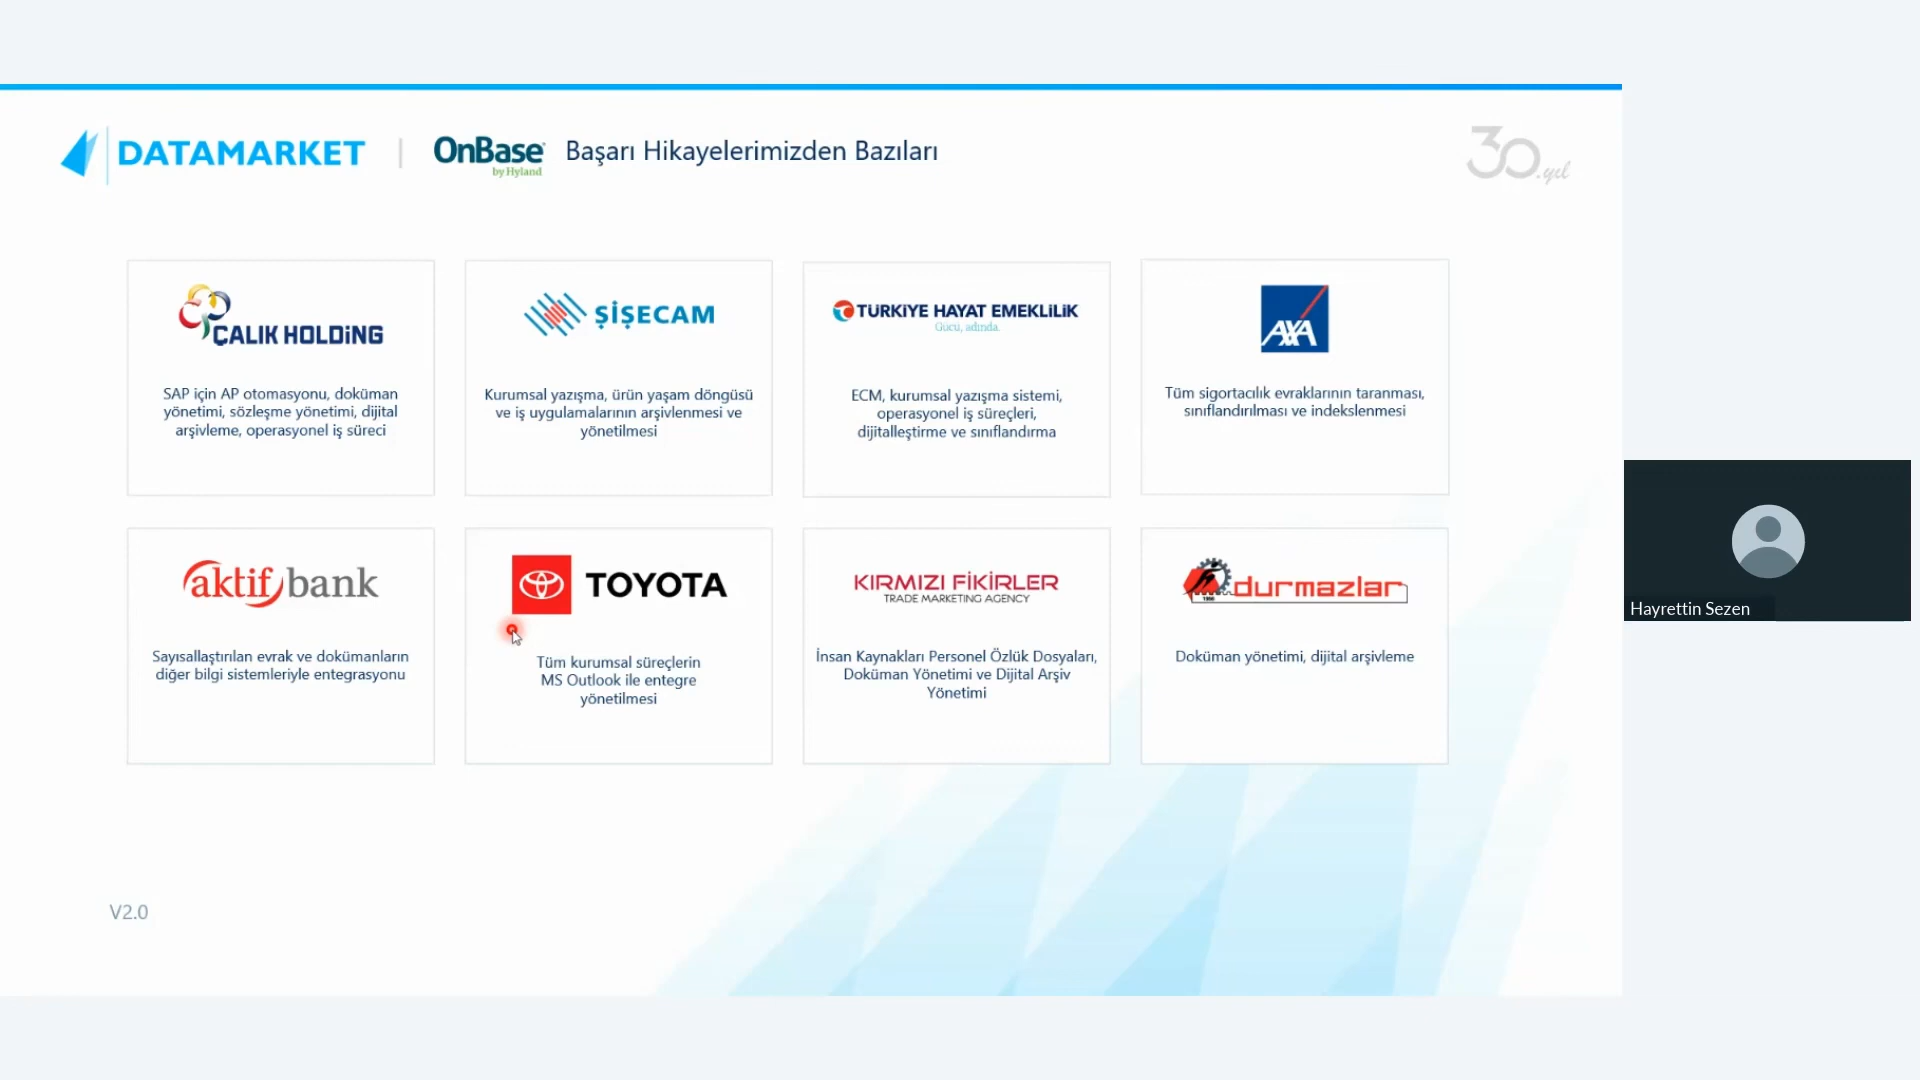 DATAMARKET
OnBase
by Hyland
Başarı Hikayelerimizden Bazıları
30.yıl
ÇALIK HOLDiNG
SAP için AP otomasyonu, doküman
yönetimi, sözleşme yönetimi, dijital
arşivleme, operasyonel iş süreci
ŞİŞECAM
Kurumsal yazışma, ürün yaşam döngüsü
ve iş uygulamalarının arşivlenmesi ve
yönetilmesi
TÜRKiYE HAYAT EMEKLİLİK
Gücü, adında.
ECM, kurumsal yazışma sistemi,
operasyonel iş süreçleri,
dijitalleştirme ve sınıflandırma
AXA
Tüm sigortacılık evraklarının taranması,
sınıflandırılması ve indekslenmesi
aktif bank
Sayısallaştırılan evrak ve dokümanların
diğer bilgi sistemleriyle entegrasyonu
TOYOTA
Tüm kurumsal süreçlerin
MS Outlook ile entegre
yönetilmesi
KIRMIZI FİKİRLER
TRADE MARKETING AGENCY
İnsan Kaynakları Personel Özlük Dosyaları,
Doküman Yönetimi ve Dijital Arşiv
Yönetimi
durmazlar
Doküman yönetimi, dijital arşivleme
Hayrettin Sezen
V2.0